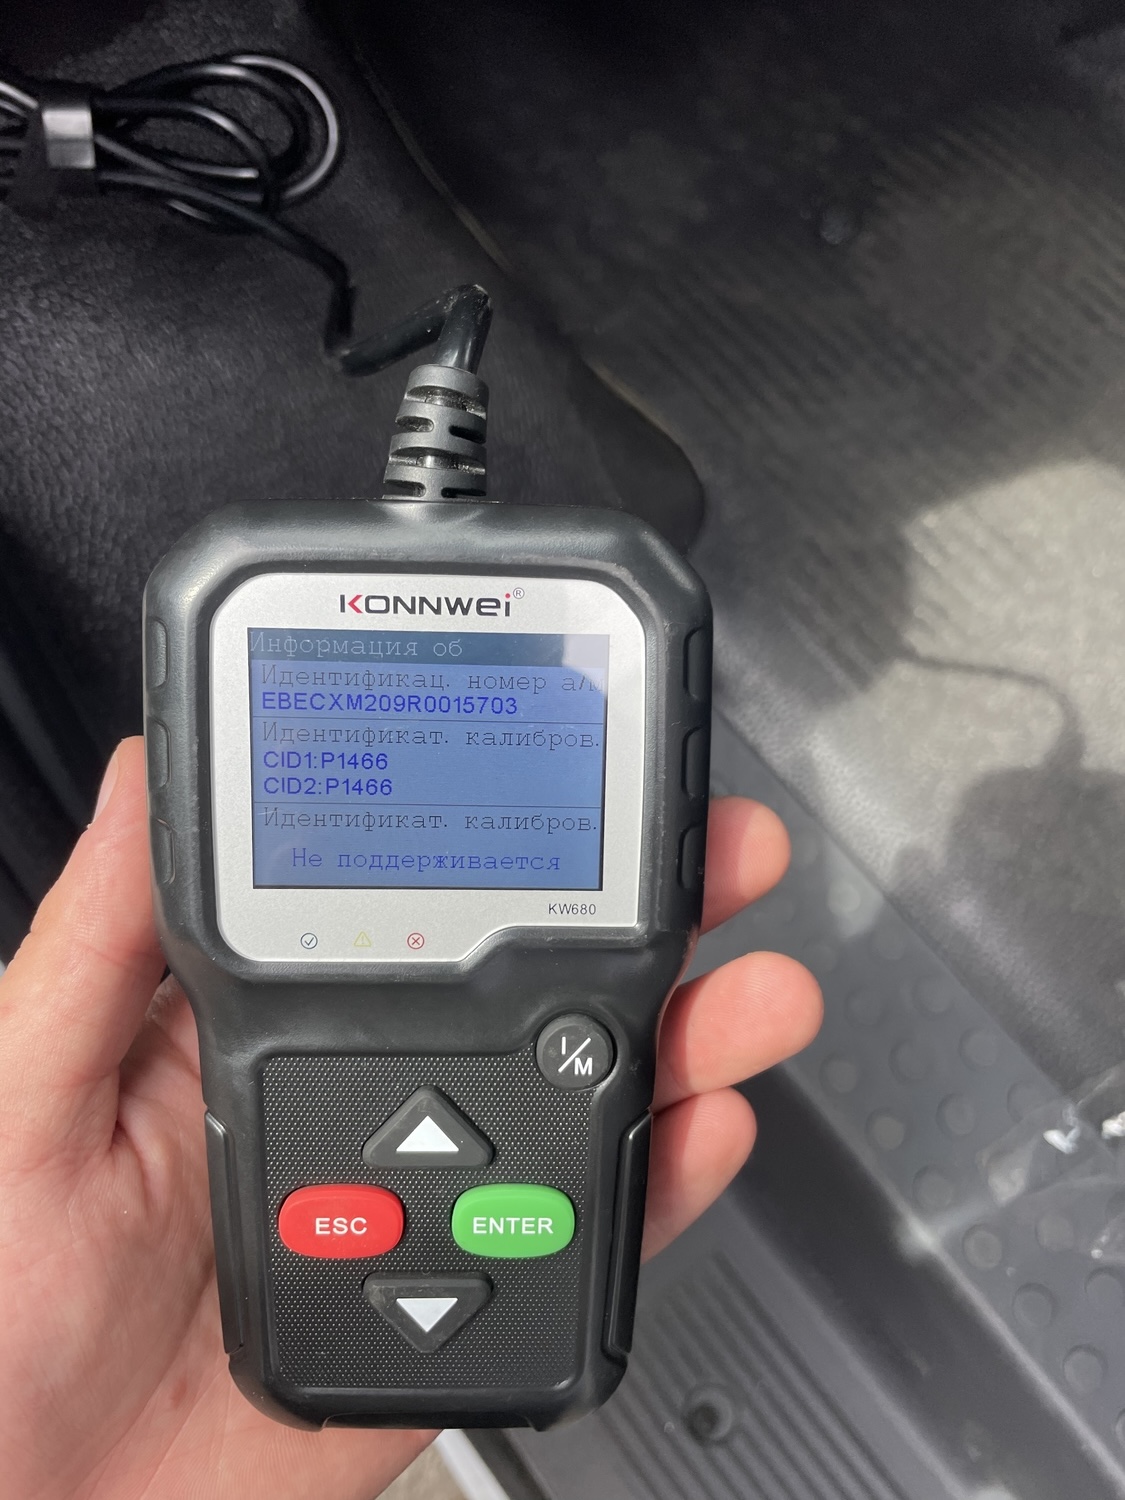 KONNWEI®
Информация об
Идентификац. номер а/м
EBECXM209R0015703
Идентификат. калибров.
CID1:P1466
CID2:P1466
Идентификат. калибров.
Не поддерживается
KW680
I/M
ESC
ENTER